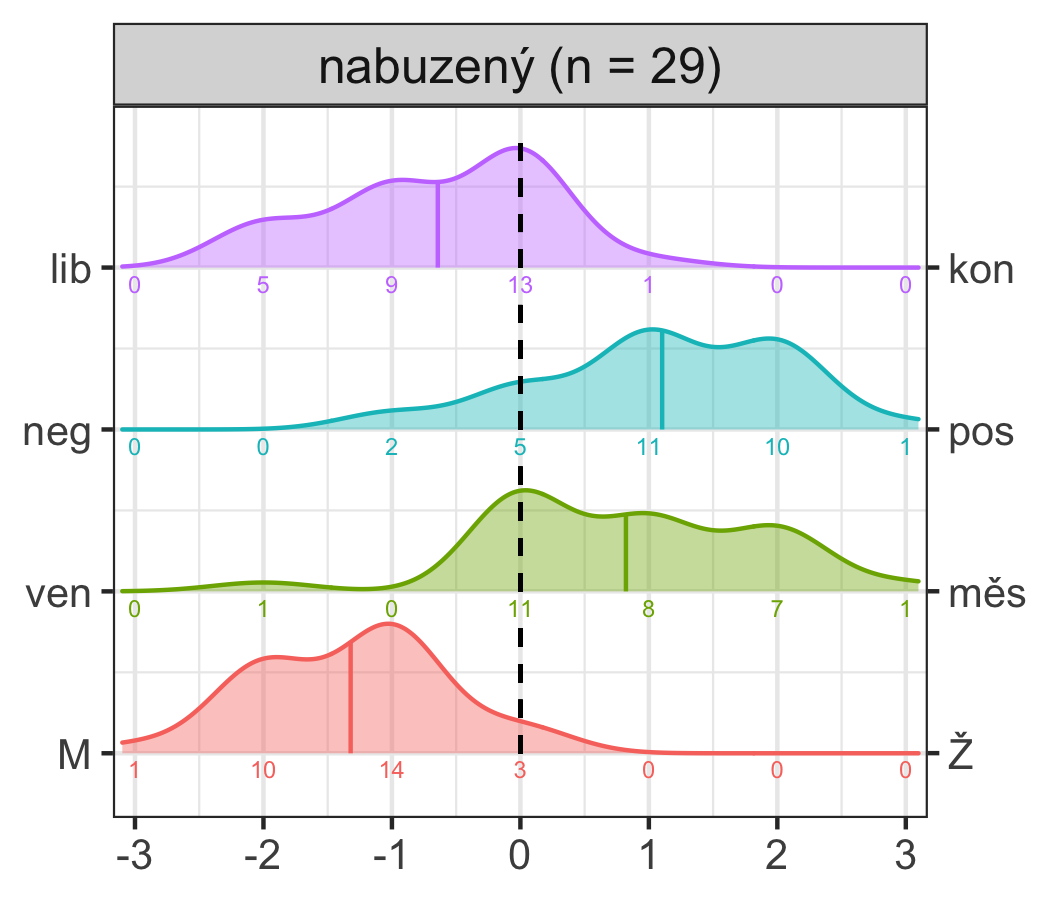 nabuzený (n = 29)
lib kon
0 5 9 13 1 0 0
neg pos
0 0 2 5 11 10 1
ven měs
0 1 0 11 8 7 1
M Ž
1 10 14 3 0 0 0
-3 -2 -1 0 1 2 3